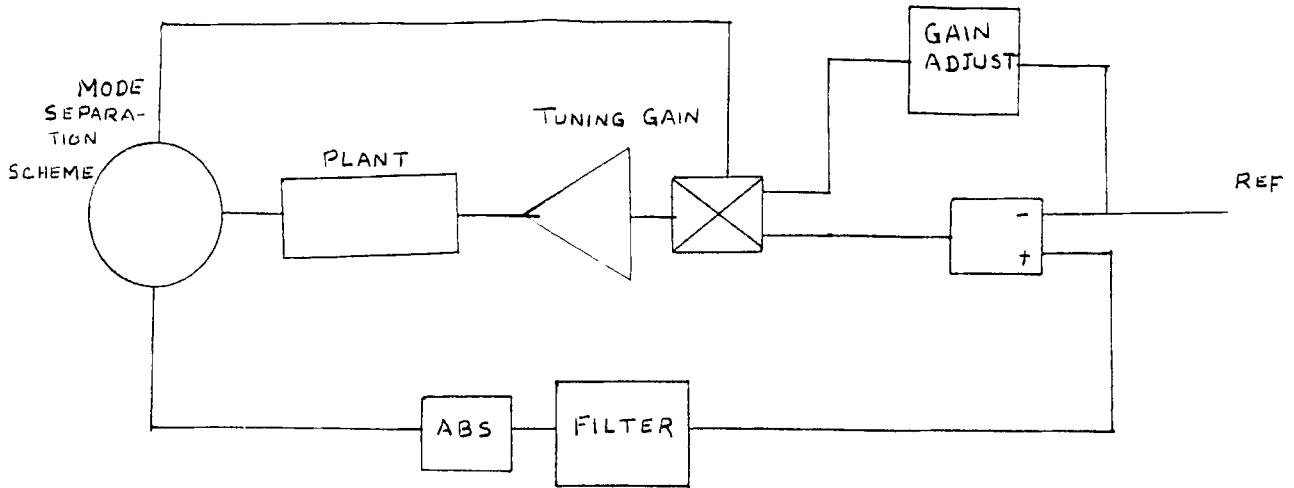 GAIN
ADJUST
MODE
SEPARA-
TION
SCHEME
TUNING GAIN
PLANT
REF
-
+
ABS
FILTER